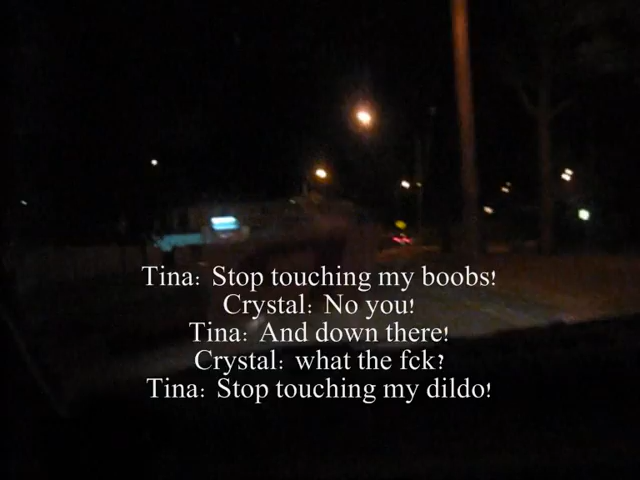 Tina: Stop touching my boobs!
Crystal: No you!
Tina: And down there!
Crystal: what the fck?
Tina: Stop touching my dildo!